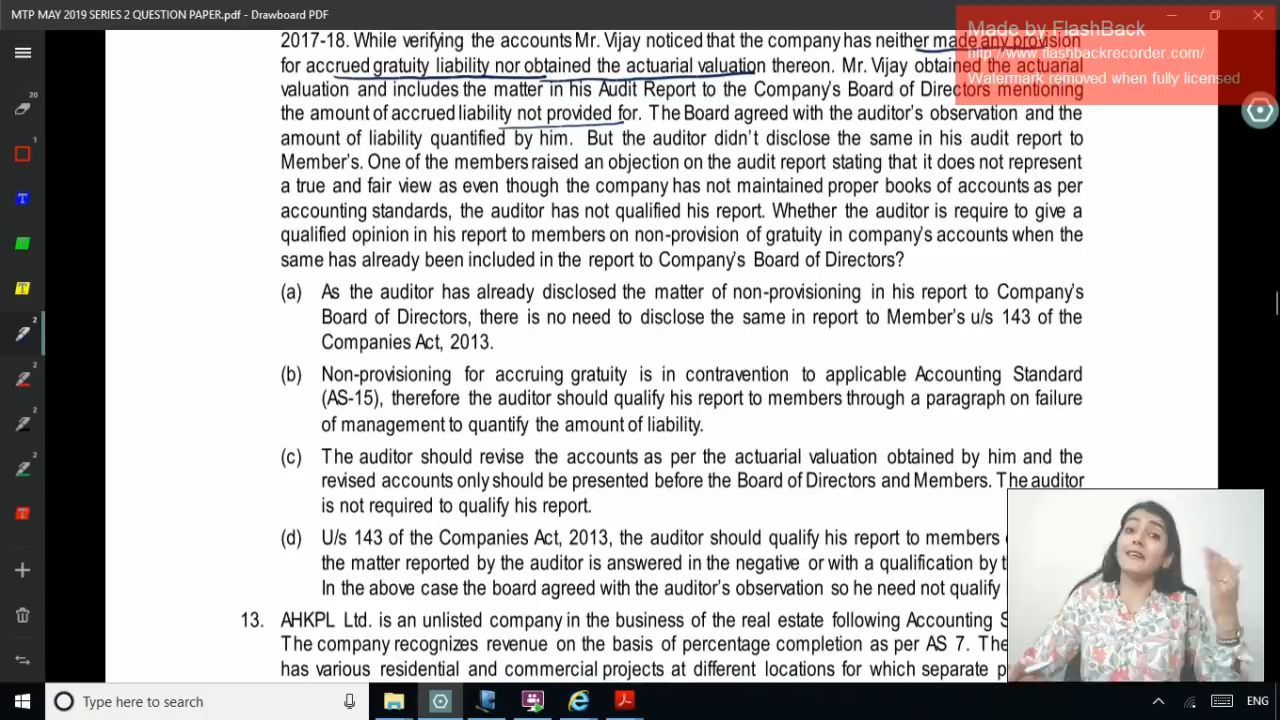 MTP MAY 2019 SERIES 2 QUESTION PAPER.pdf - Drawboard PDF
Made by FlashBack
http://www.flashbackrecorder.com/
Watermark removed when fully licensed
2017-18. While verifying the accounts Mr. Vijay noticed that the company has neither made any provision
for accrued gratuity liability nor obtained the actuarial valuation thereon. Mr. Vijay obtained the actuarial
valuation and includes the matter in his Audit Report to the Company's Board of Directors mentioning
the amount of accrued liability not provided for. The Board agreed with the auditor's observation and the
amount of liability quantified by him. But the auditor didn't disclose the same in his audit report to
Member's. One of the members raised an objection on the audit report stating that it does not represent
a true and fair view as even though the company has not maintained proper books of accounts as per
accounting standards, the auditor has not qualified his report. Whether the auditor is require to give a
qualified opinion in his report to members on non-provision of gratuity in company's accounts when the
same has already been included in the report to Company's Board of Directors?
(a) As the auditor has already disclosed the matter of non-provisioning in his report to Company's
Board of Directors, there is no need to disclose the same in report to Member's u/s 143 of the
Companies Act, 2013.
(b) Non-provisioning for accruing gratuity is in contravention to applicable Accounting Standard
(AS-15), therefore the auditor should qualify his report to members through a paragraph on failure
of management to quantify the amount of liability.
(c) The auditor should revise the accounts as per the actuarial valuation obtained by him and the
revised accounts only should be presented before the Board of Directors and Members. The auditor
is not required to qualify his report.
(d) U/s 143 of the Companies Act, 2013, the auditor should qualify his report to members
the matter reported by the auditor is answered in the negative or with a qualification by
In the above case the board agreed with the auditor's observation so he need not qualify
13. AHKPL Ltd. is an unlisted company in the business of the real estate following Accounting
The company recognizes revenue on the basis of percentage completion as per AS 7.
has various residential and commercial projects at different locations for which separate
Type here to search
ENG